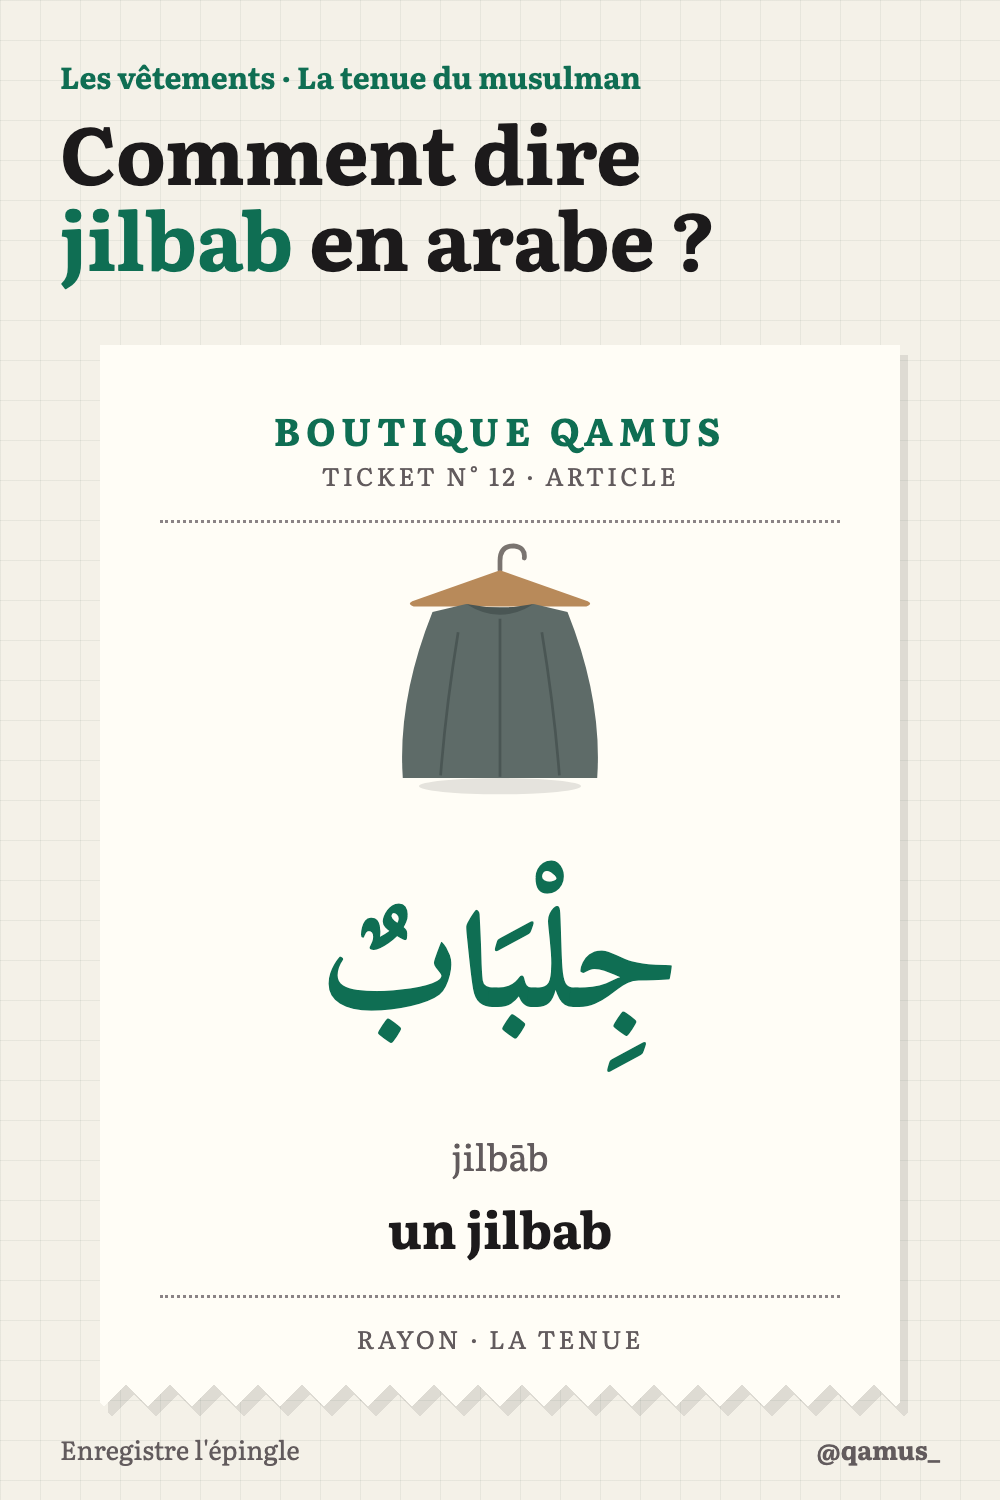 Les vêtements · La tenue du musulman
Comment dire
jilbab en arabe ?
BOUTIQUE QAMUS
TICKET N° 12 · ARTICLE
جِلْبَابٌ
jilbāb
un jilbab
RAYON · LA TENUE
Enregistre l'épingle
@qamus_